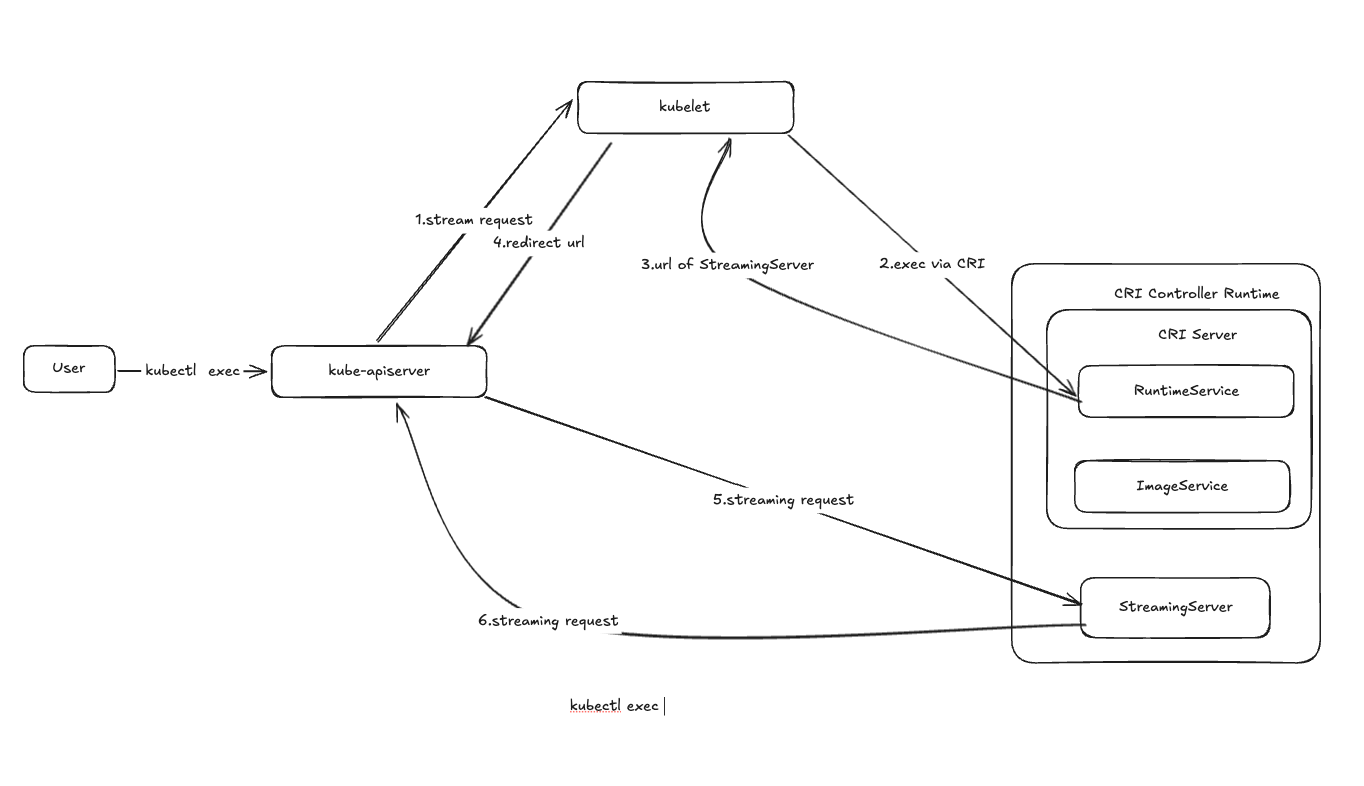 kubelet
1.stream request
4.redirect url
3.url of StreamingServer
2.exec via CRI
CRI Controller Runtime
CRI Server
User
kubectl exec
kube-apiserver
RuntimeService
ImageService
5.streaming request
StreamingServer
6.streaming request
kubectl exec